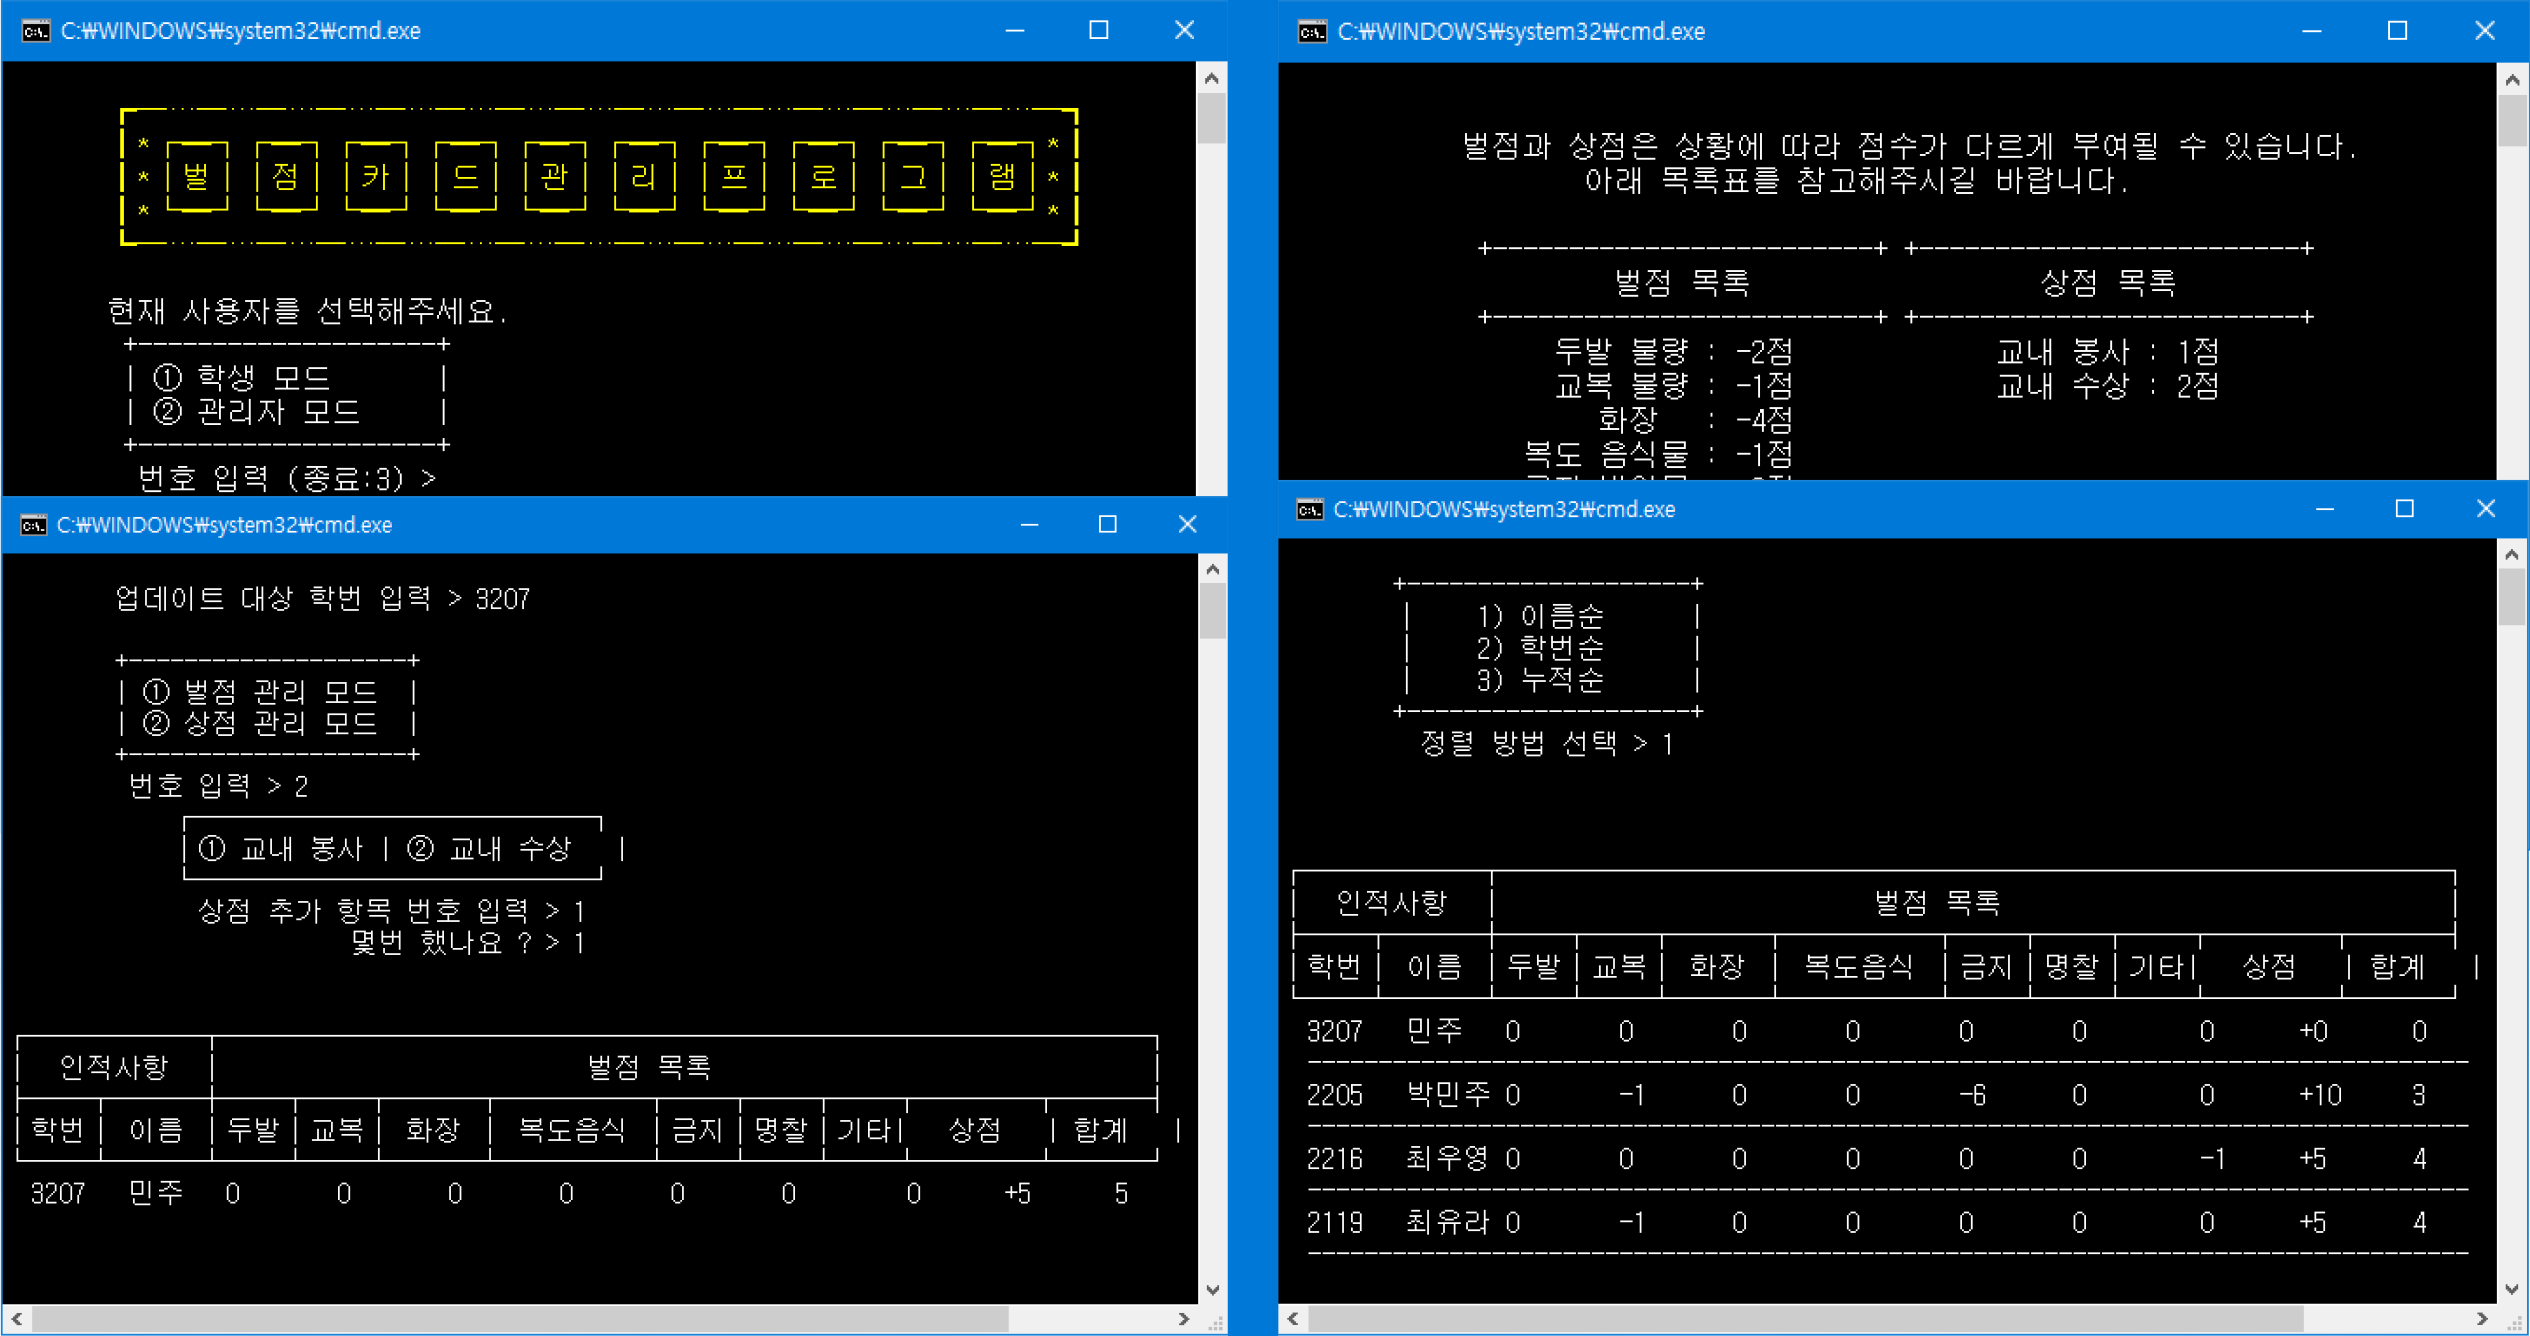 C:₩WINDOWS₩system32₩cmd.exe
* 벌 점 카 드 관 리 프 로 그 램 *
*
*
*
*
현재 사용자를 선택해주세요.
+--------------------+
| ① 학생 모드 |
| ② 관리자 모드 |
+--------------------+
번호 입력 (종료:3) >
C:₩WINDOWS₩system32₩cmd.exe
벌점과 상점은 상황에 따라 점수가 다르게 부여될 수 있습니다.
아래 목록표를 참고해주시길 바랍니다.
+-------------------------+ +-------------------------+
벌점 목록 상점 목록
+-------------------------+ +-------------------------+
두발 불량 : -2점 교내 봉사 : 1점
교복 불량 : -1점 교내 수상 : 2점
화장 : -4점
복도 음식물 : -1점
C:₩WINDOWS₩system32₩cmd.exe
업데이트 대상 학번 입력 > 3207
+--------------------+
| ① 벌점 관리 모드 |
| ② 상점 관리 모드 |
+--------------------+
번호 입력 > 2
| ① 교내 봉사 | ② 교내 수상 |
상점 추가 항목 번호 입력 > 1
몇번 했나요 ? > 1
인적사항 | 벌점 목록
학번 | 이름 | 두발 | 교복 | 화장 | 복도음식 | 금지 | 명찰 | 기타 | 상점 | 합계 |
3207 민주 0 0 0 0 0 0 0 +5 5
C:₩WINDOWS₩system32₩cmd.exe
+--------------------+
| 1) 이름순 |
| 2) 학번순 |
| 3) 누적순 |
+--------------------+
정렬 방법 선택 > 1
인적사항 | 벌점 목록
학번 | 이름 | 두발 | 교복 | 화장 | 복도음식 | 금지 | 명찰 | 기타 | 상점 | 합계 |
3207 민주 0 0 0 0 0 0 0 +0 0
2205 박민주 0 -1 0 0 -6 0 0 +10 3
2216 최우영 0 0 0 0 0 0 -1 +5 4
2119 최유라 0 -1 0 0 0 0 0 +5 4